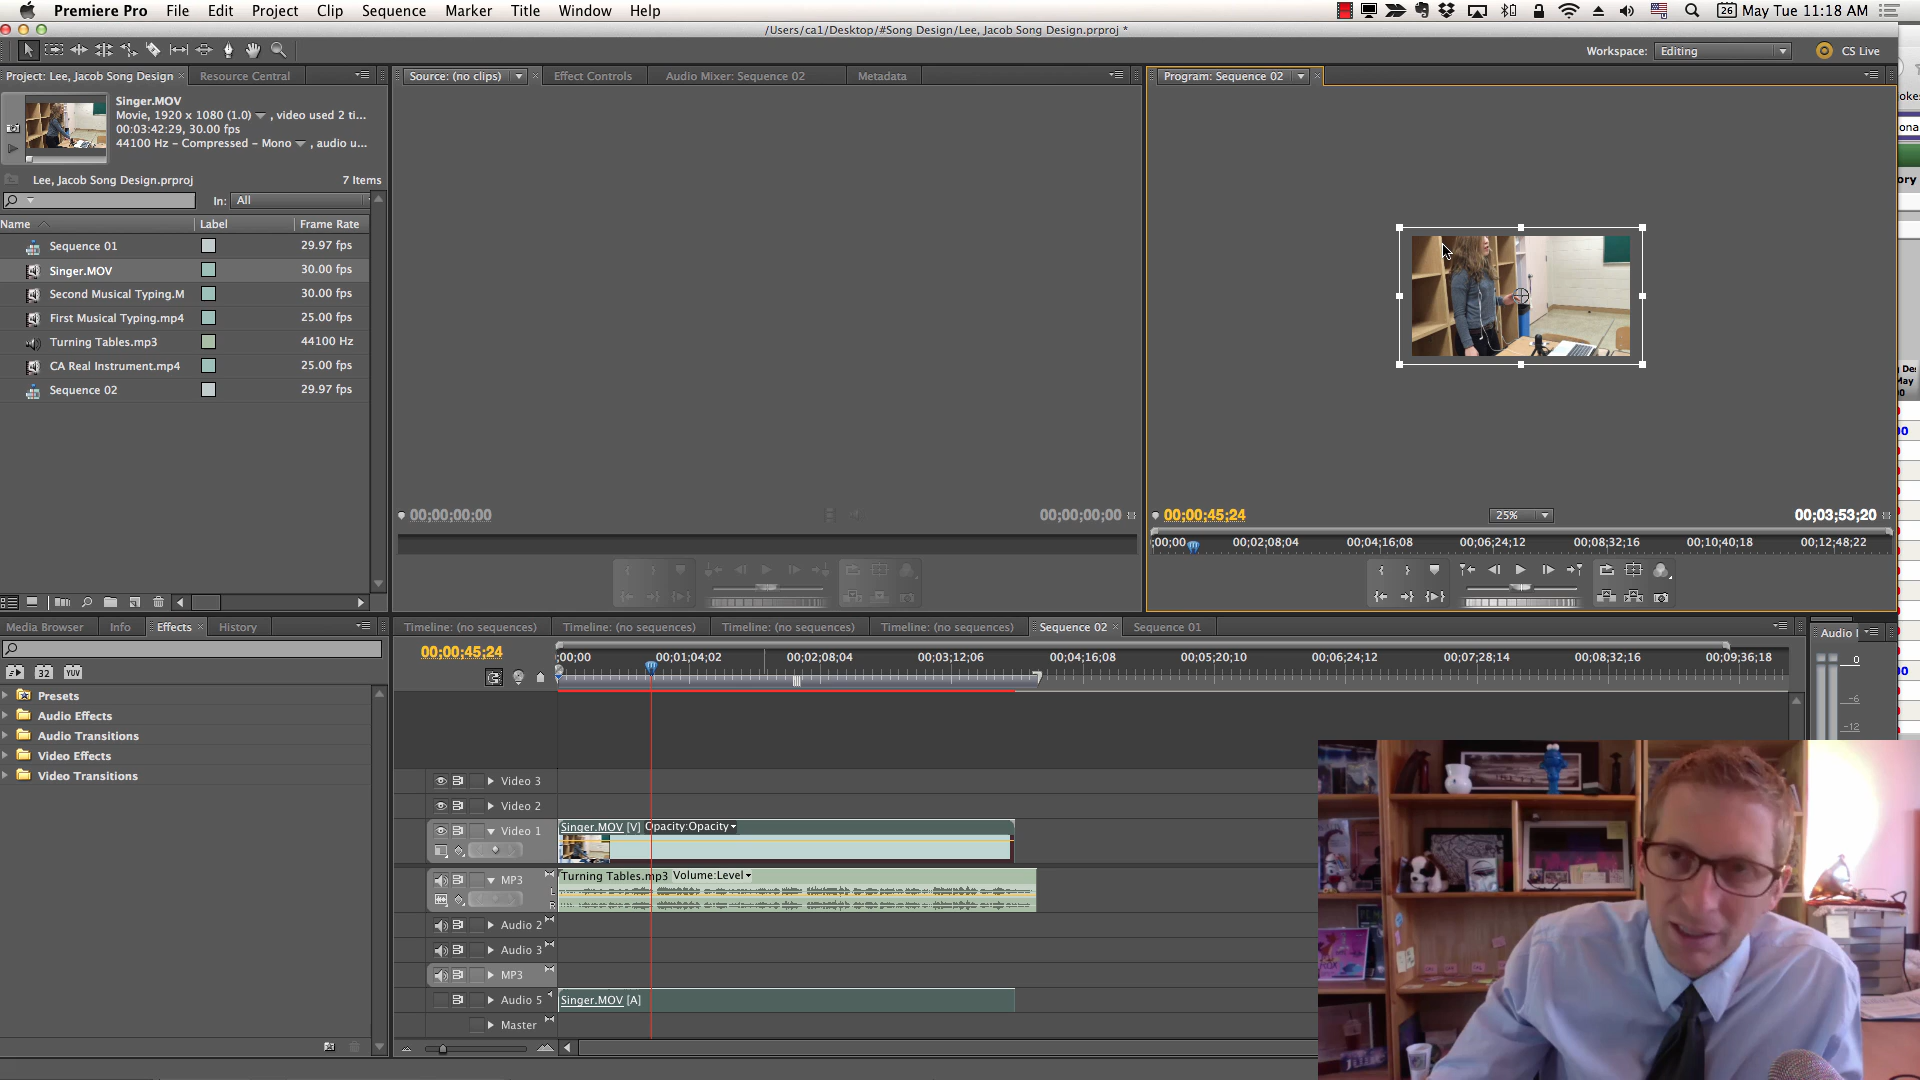 Premiere Pro File Edit Project Clip Sequence Marker Title Window Help
26 May Tue 11:18 AM
/Users/ca1/Desktop/#Song Design/Lee, Jacob Song Design.prproj *
Workspace: Editing CS Live
Project: Lee, Jacob Song Design Resource Central
Source: (no clips) Effect Controls Audio Mixer: Sequence 02 Metadata
Program: Sequence 02
Singer.MOV
Movie, 1920 x 1080 (1.0) , video used 2 ti...
00:03:42:29, 30.00 fps
44100 Hz – Compressed – Mono , audio u...
Lee, Jacob Song Design.prproj 7 Items
In: All
Name Label Frame Rate
Sequence 01 29.97 fps
Singer.MOV 30.00 fps
Second Musical Typing.M 30.00 fps
First Musical Typing.mp4 25.00 fps
Turning Tables.mp3 44100 Hz
CA Real Instrument.mp4 25.00 fps
Sequence 02 29.97 fps
00;00;00;00 00;00;00;00
00;00;45;24 25% 00;03;53;20
;00;00 00;02;08;04 00;04;16;08 00;06;24;12 00;08;32;16 00;10;40;18 00;12;48;22
Media Browser Info Effects History
32 YUV
Presets
Audio Effects
Audio Transitions
Video Effects
Video Transitions
Timeline: (no sequences) Timeline: (no sequences) Timeline: (no sequences) Timeline: (no sequences) Sequence 02 Sequence 01
00;00;45;24
;00;00 00;01;04;02 00;02;08;04 00;03;12;06 00;04;16;08 00;05;20;10 00;06;24;12 00;07;28;14 00;08;32;16 00;09;36;18
Audio
0
-6
-12
Video 3
Video 2
Video 1
Singer.MOV [V] Opacity:Opacity
MP3
Turning Tables.mp3 Volume:Level
L
R
Audio 2
Audio 3
MP3
Audio 5 Singer.MOV [A]
Master